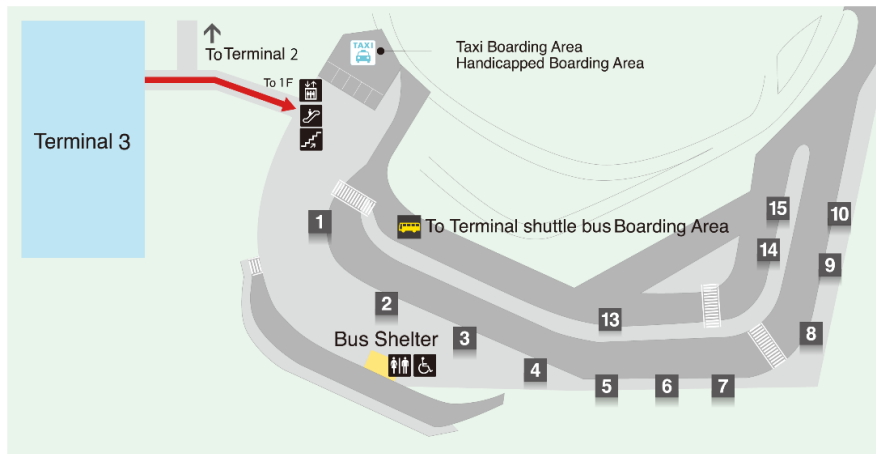 To Terminal 2
TAXI
Taxi Boarding Area
Handicapped Boarding Area
To 1F
Terminal 3
1
To Terminal shuttle bus Boarding Area
15
10
14
9
2
13
3
8
Bus Shelter
4
5
6
7